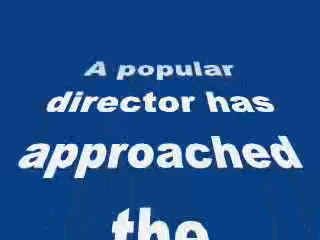 A popular
director has
approached
the